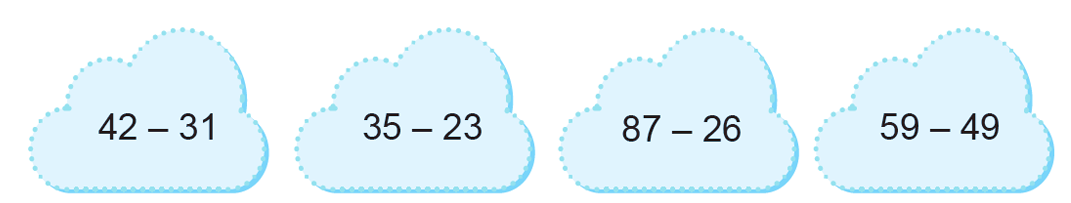 42 – 31
35 – 23
87 – 26
59 – 49